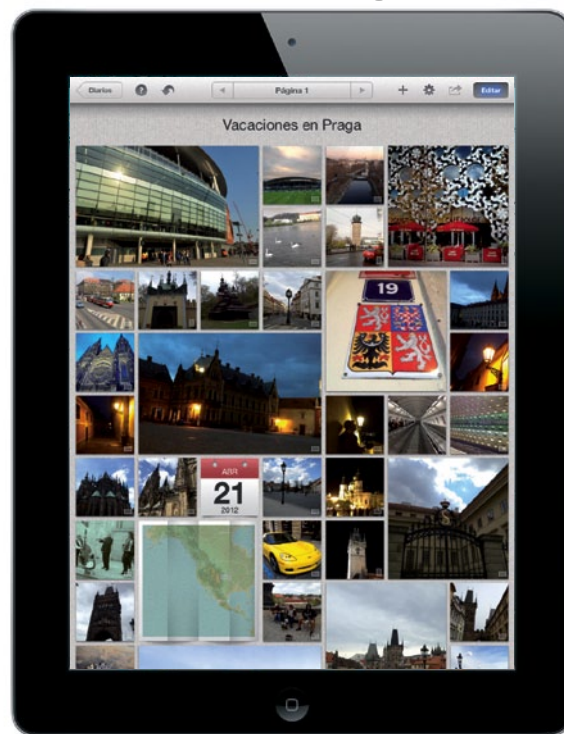 Diarios
Página 1
Editar
Vacaciones en Praga
19
ABR
21
2012